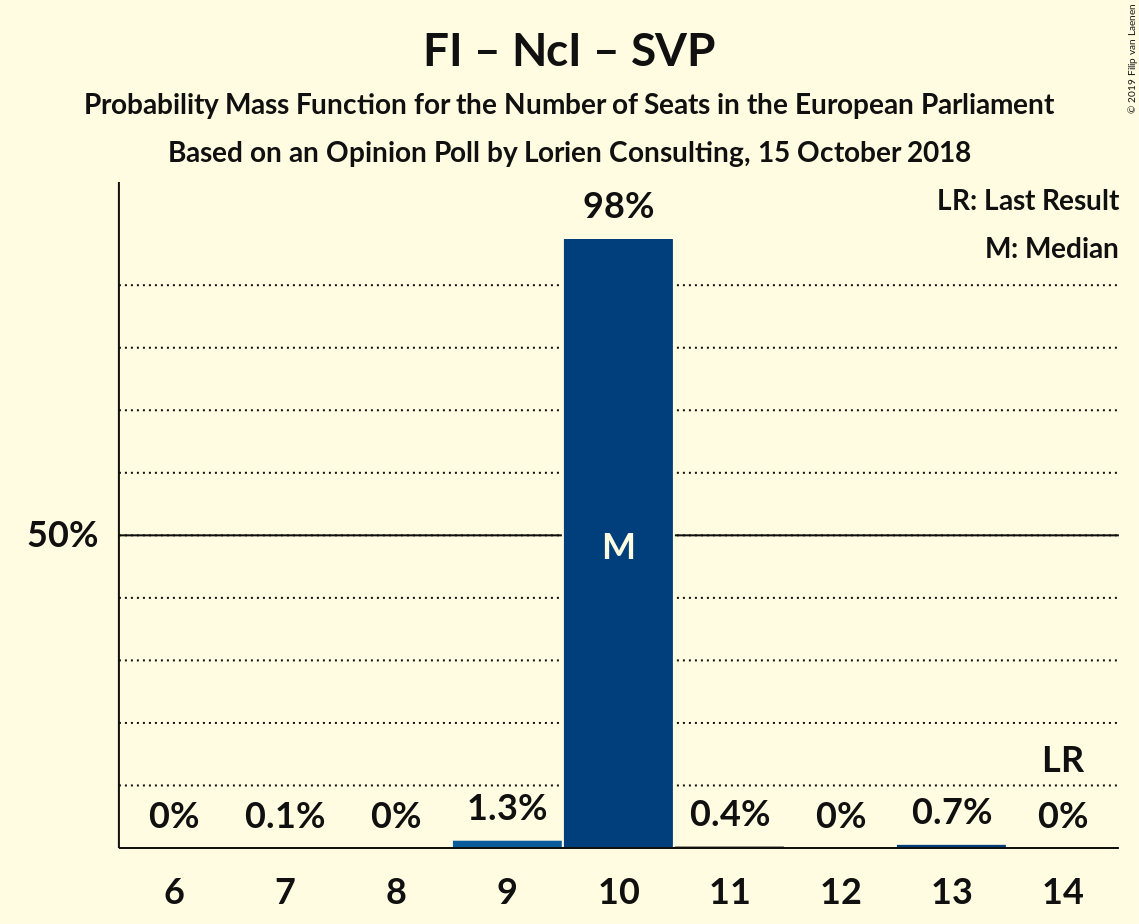 FI – NcI – SVP
Probability Mass Function for the Number of Seats in the European Parliament
Based on an Opinion Poll by Lorien Consulting, 15 October 2018
© 2019 Filip van Laenen
LR: Last Result
M: Median
98%
50%
M
LR
0% 0.1% 0% 1.3% 0.4% 0% 0.7% 0%
6 7 8 9 10 11 12 13 14